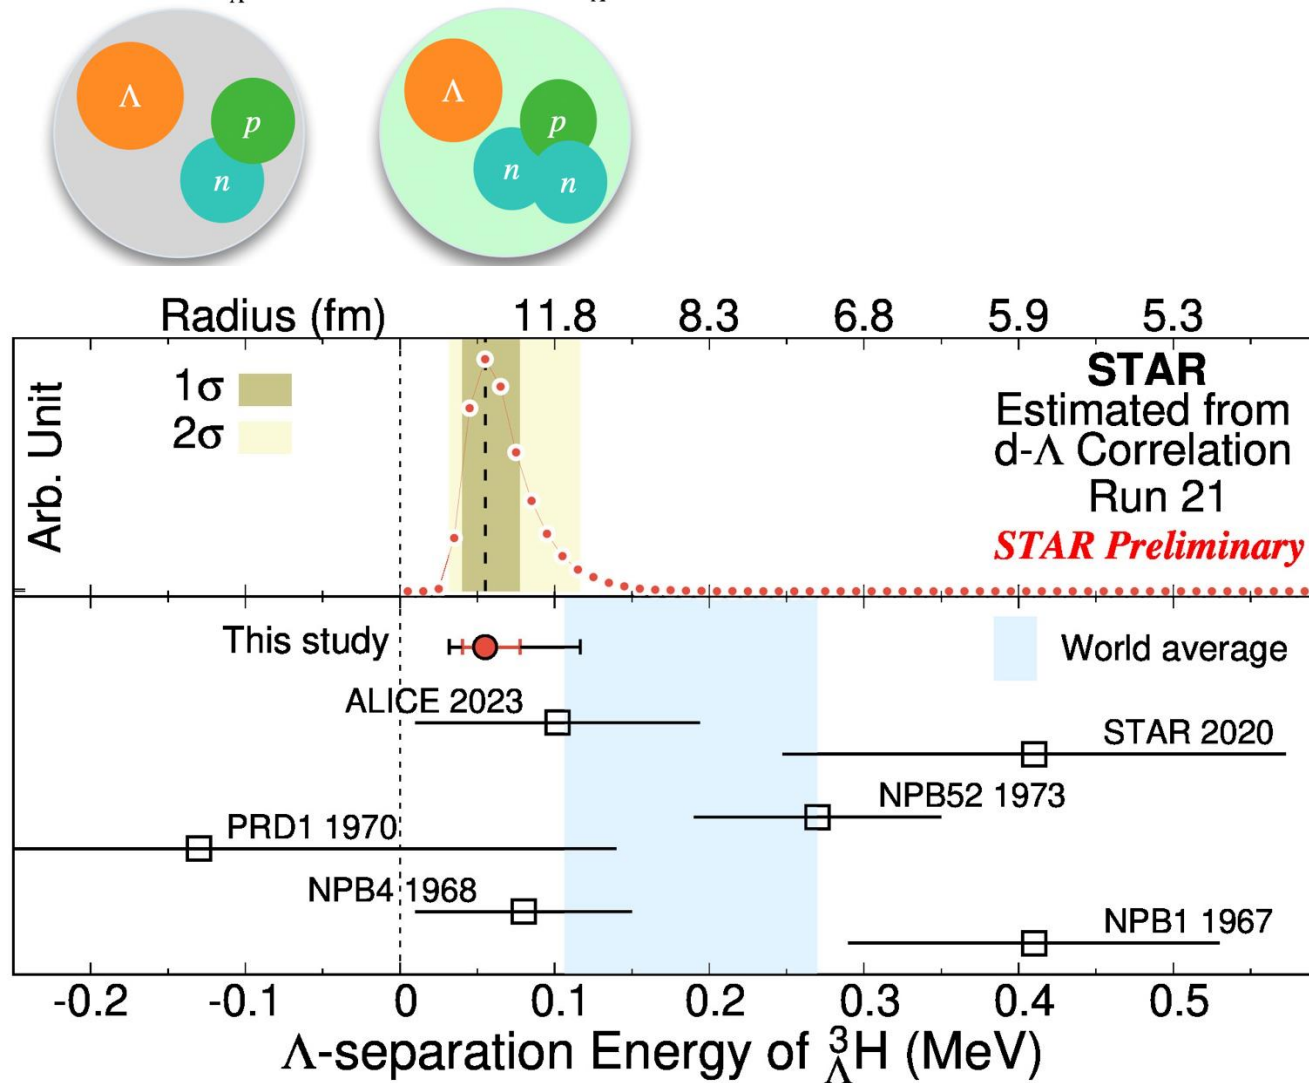 Λ
p
n
Λ
p
n
n
Radius (fm) 11.8 8.3 6.8 5.9 5.3
Arb. Unit
1σ
2σ
STAR
Estimated from
d-Λ Correlation
Run 21
STAR Preliminary
This study
World average
ALICE 2023
STAR 2020
NPB52 1973
PRD1 1970
NPB4 1968
NPB1 1967
-0.2 -0.1 0 0.1 0.2 0.3 0.4 0.5
Λ-separation Energy of ³ΛH (MeV)